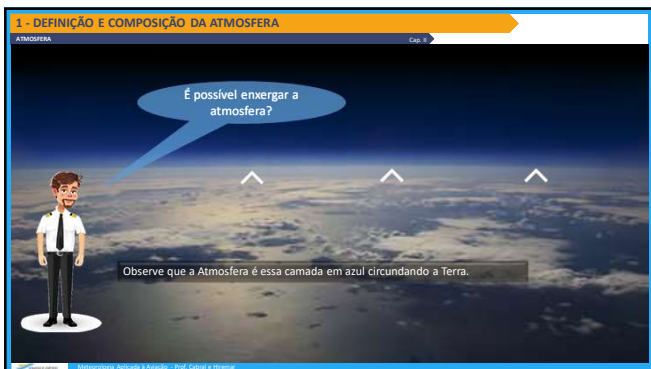 1 - DEFINIÇÃO E COMPOSIÇÃO DA ATMOSFERA
ATMOSFERA
Cap. II
É possível enxergar a
atmosfera?
Observe que a Atmosfera é essa camada em azul circundando a Terra.
Meteorologia Aplicada à Aviação - Prof. Cabral e Hiremar